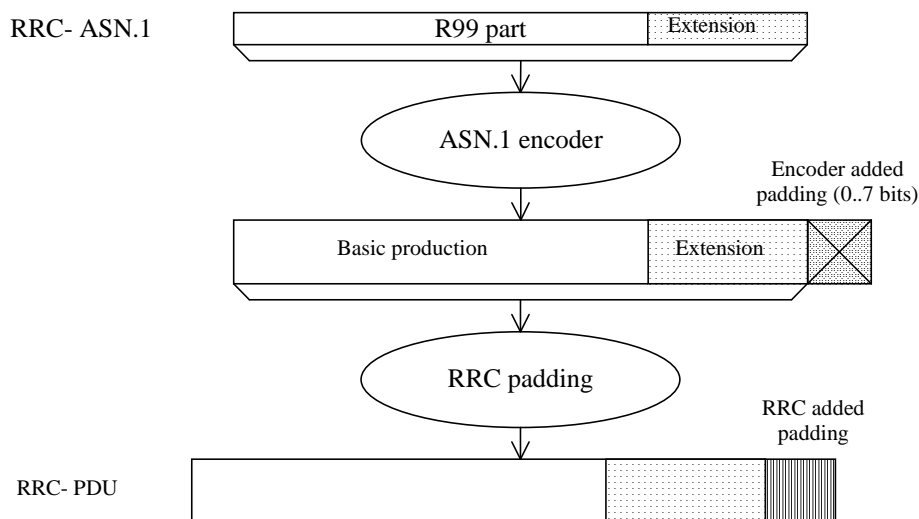 RRC- ASN.1
R99 part
Extension
ASN.1 encoder
Encoder added
padding (0..7 bits)
Basic production
Extension
RRC padding
RRC added
padding
RRC- PDU